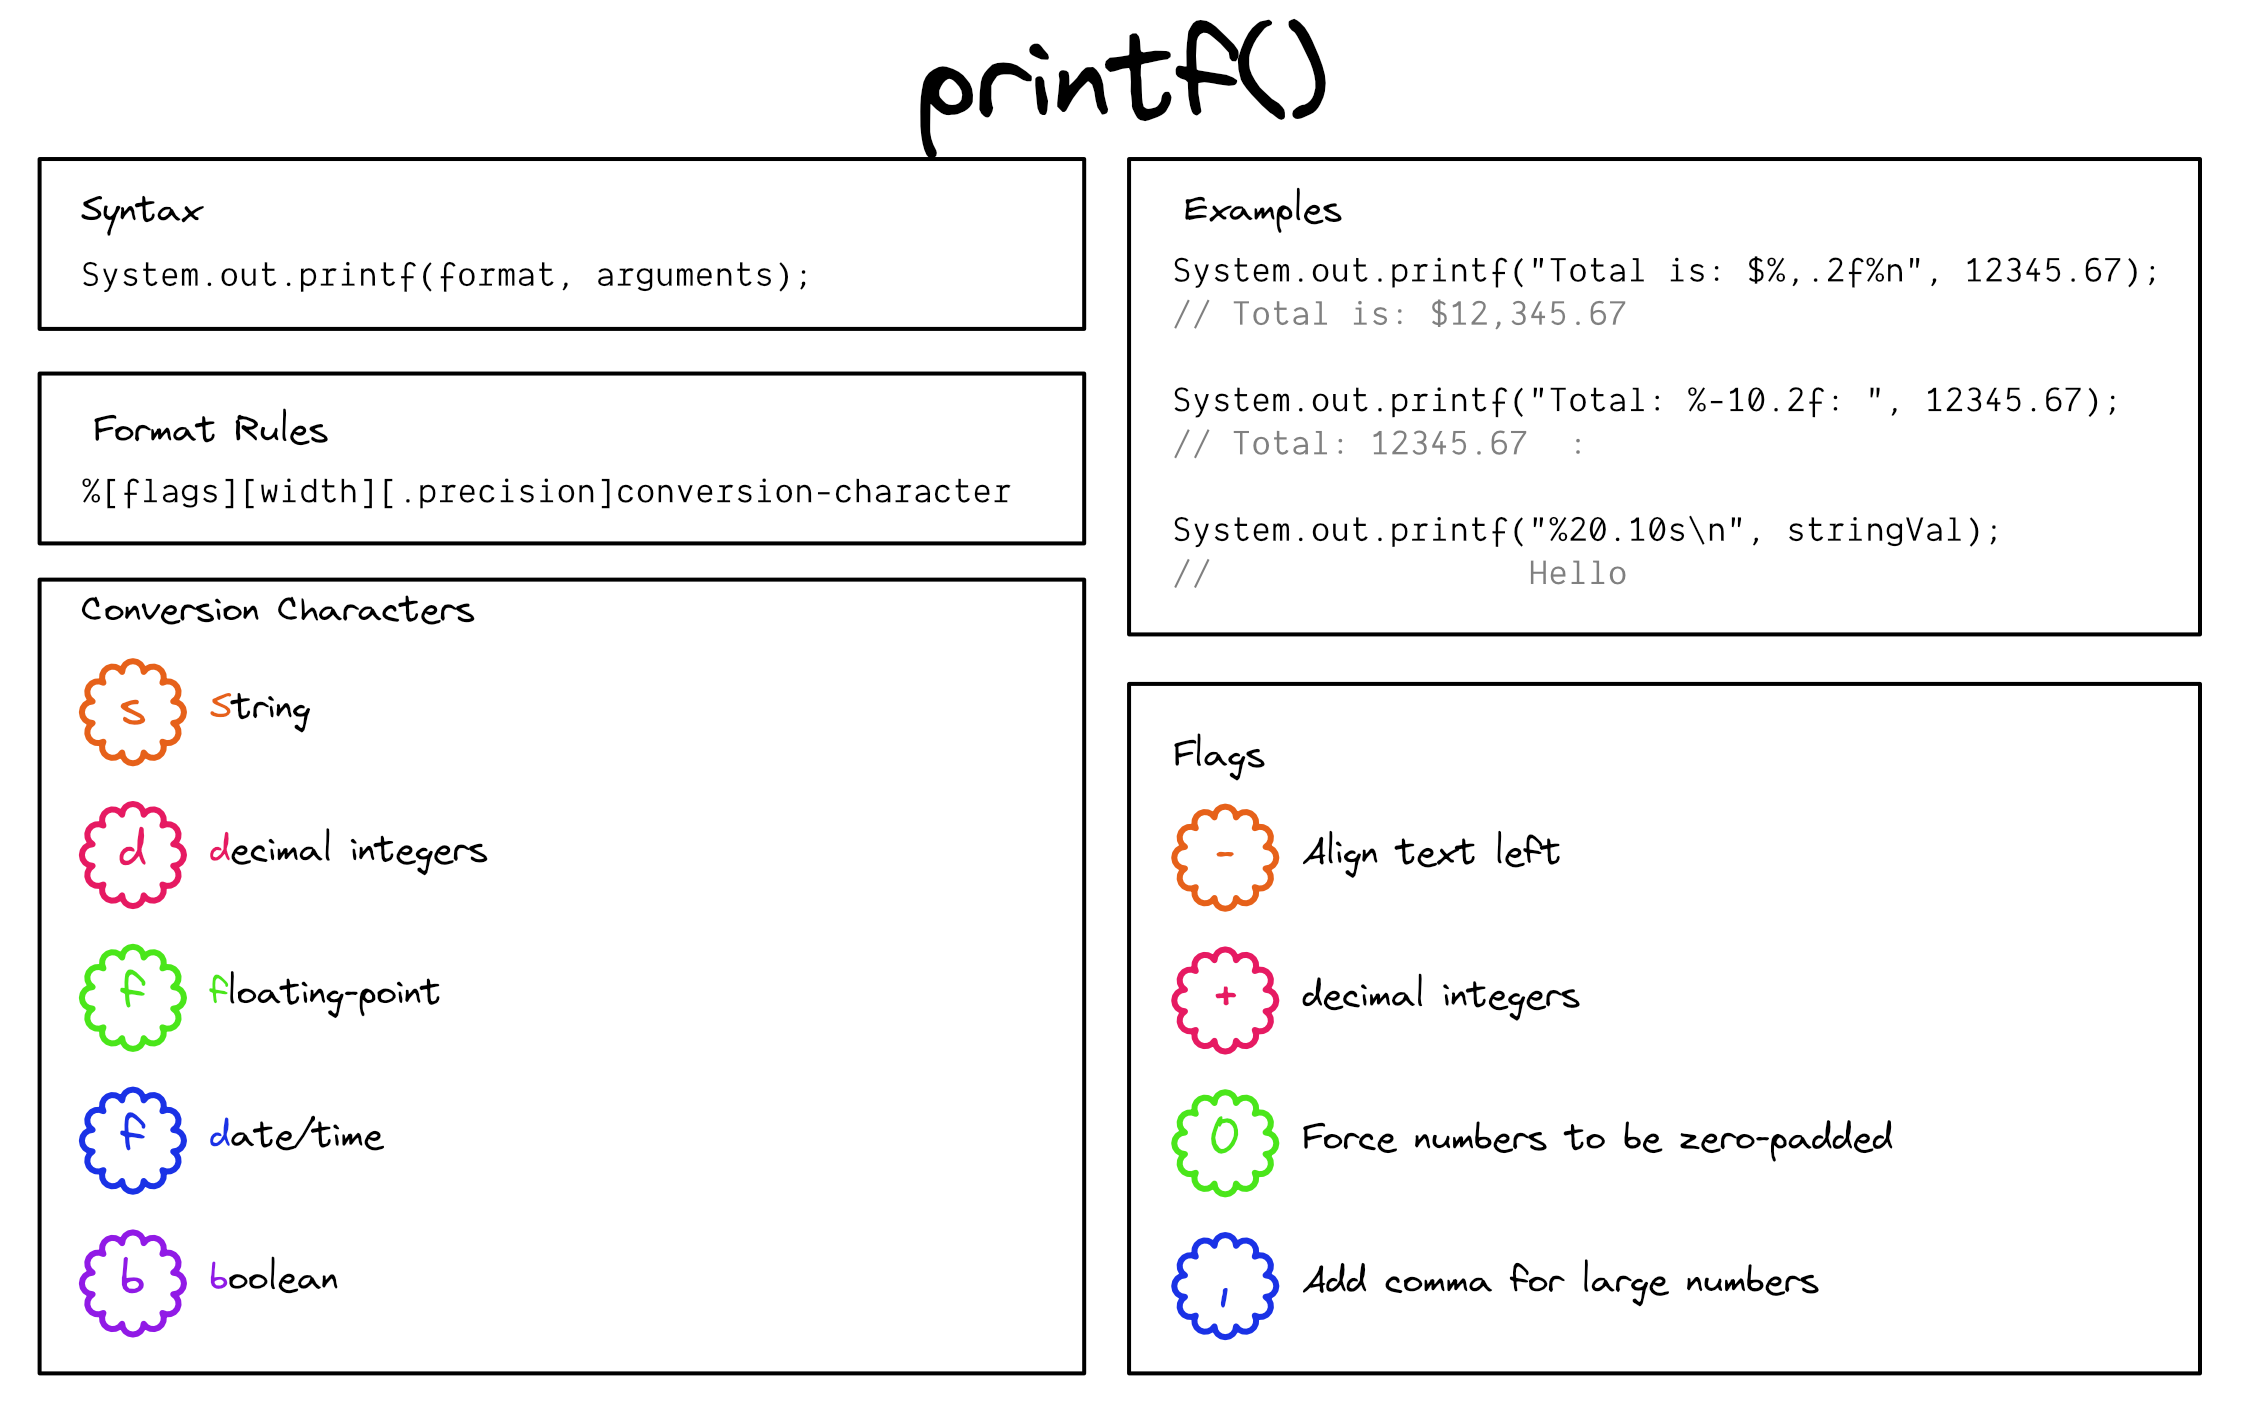 printf()
Syntax
System.out.printf(format, arguments);
Format Rules
%[flags][width][.precision]conversion-character
Conversion Characters
s String
d decimal integers
f floating-point
f date/time
b boolean
Examples
System.out.printf("Total is: $%,.2f%n", 12345.67);
// Total is: $12,345.67
System.out.printf("Total: %-10.2f: ", 12345.67);
// Total: 12345.67  :
System.out.printf("%20.10s\n", stringVal);
//                Hello
Flags
- Align text left
+ decimal integers
0 Force numbers to be zero-padded
, Add comma for large numbers